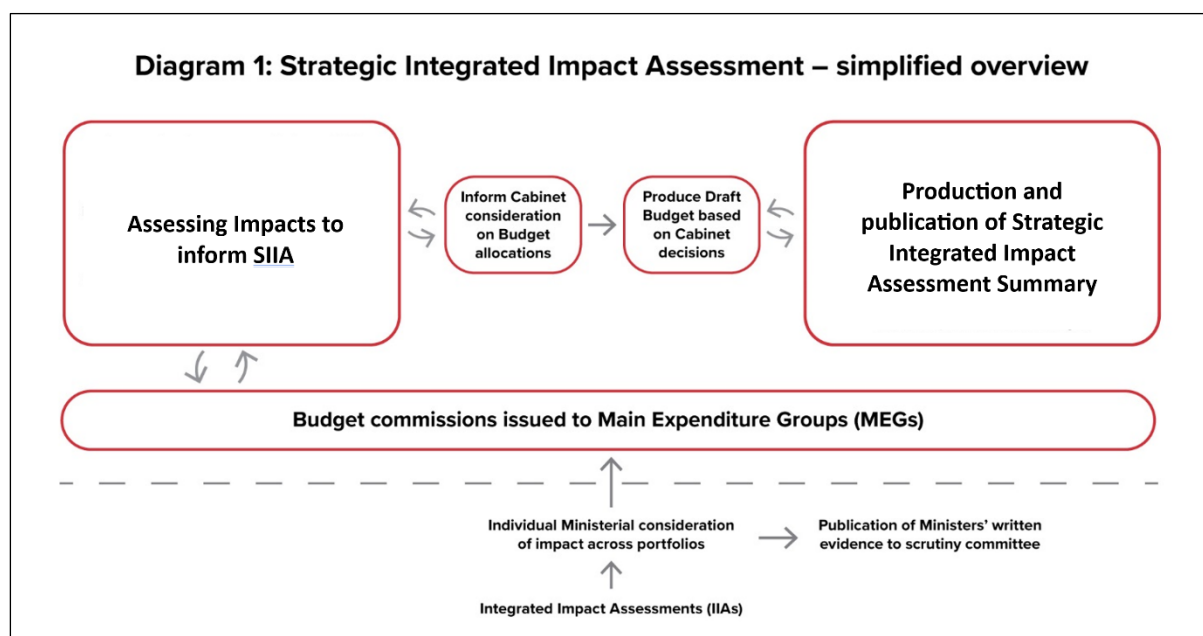 Diagram 1: Strategic Integrated Impact Assessment – simplified overview
Assessing Impacts to
inform SIIA
Inform Cabinet
consideration
on Budget
allocations
Produce Draft
Budget based
on Cabinet
decisions
Production and
publication of Strategic
Integrated Impact
Assessment Summary
Budget commissions issued to Main Expenditure Groups (MEGs)
Individual Ministerial consideration
of impact across portfolios
Publication of Ministers’ written
evidence to scrutiny committee
Integrated Impact Assessments (IIAs)